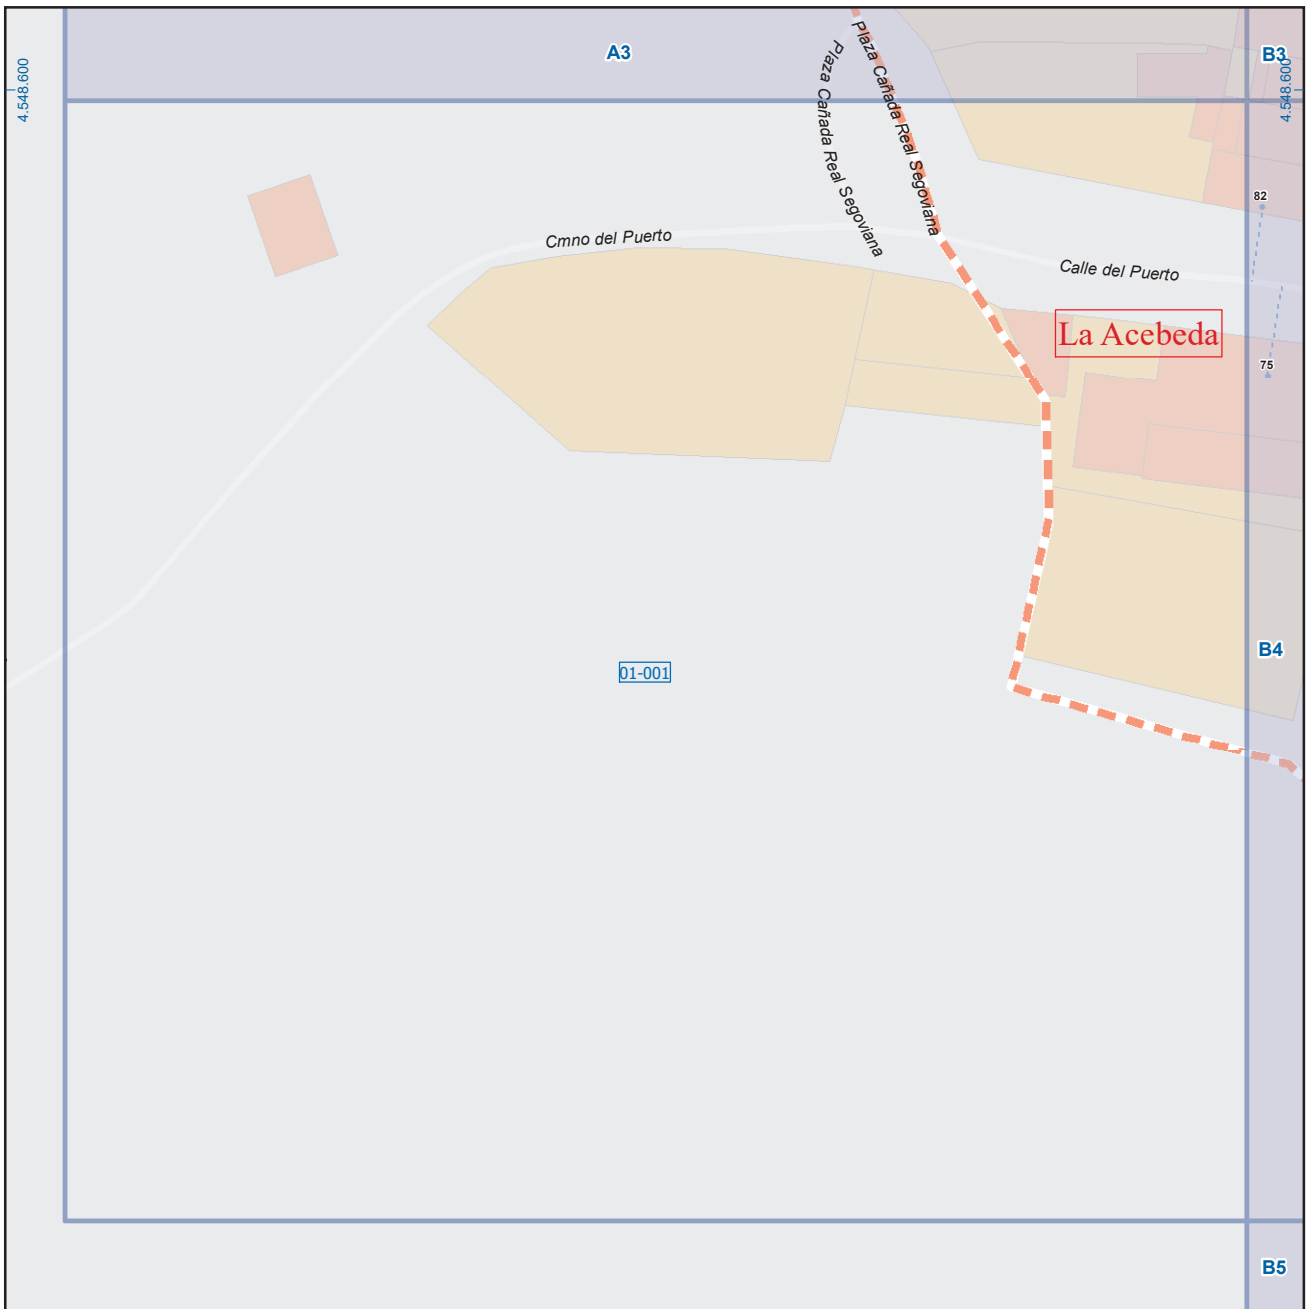 A3
B3
4.548.600
4.548.600
Plaza Cañada Real Segoviana
Plaza Cañada Real Segoviana
82
Cmno del Puerto
Calle del Puerto
La Acebeda
75
B4
01-001
B5